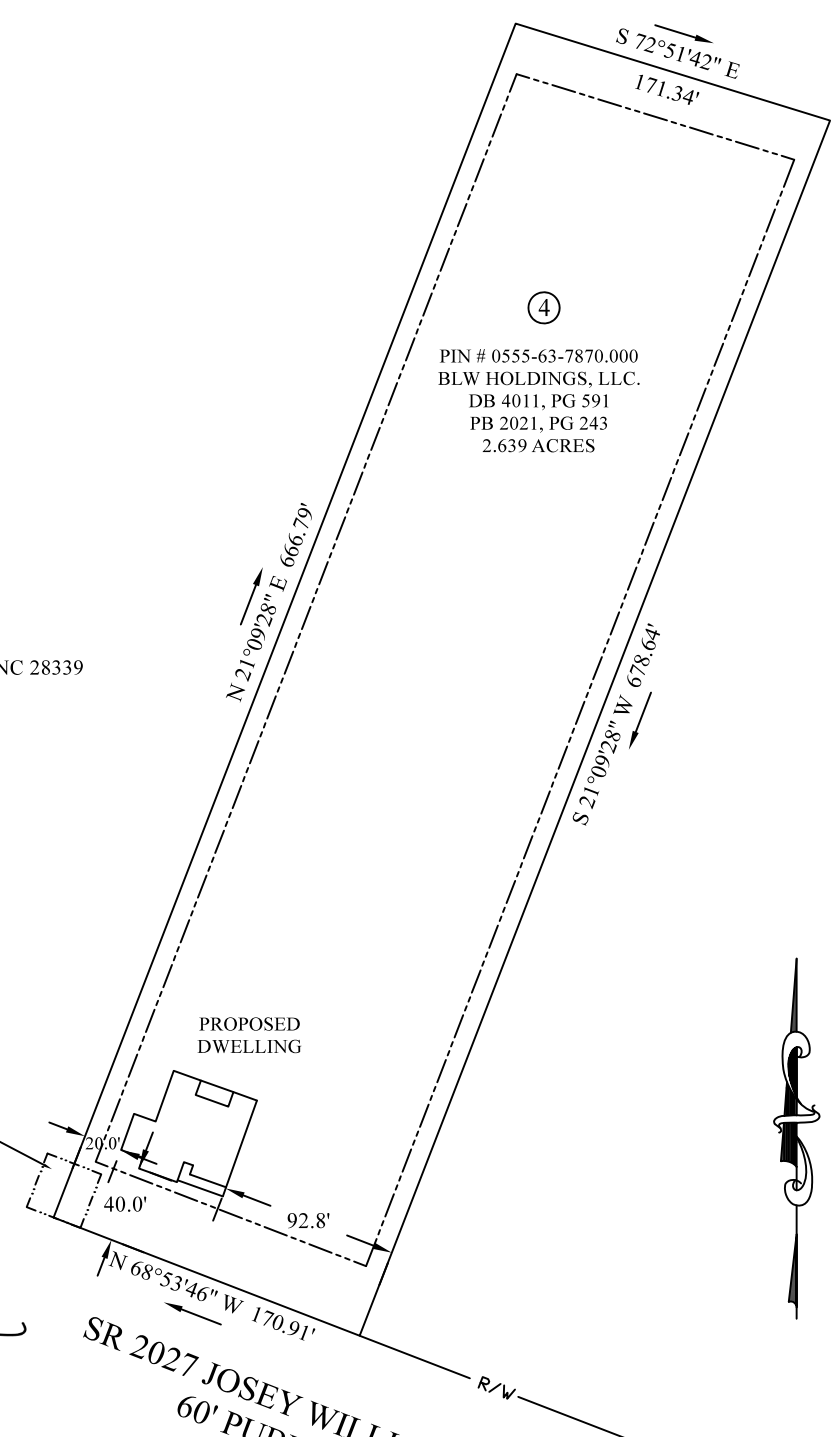 S 72°51'42" E
171.34'
4
PIN # 0555-63-7870.000
BLW HOLDINGS, LLC.
DB 4011, PG 591
PB 2021, PG 243
2.639 ACRES
N 21°09'28" E 666.79'
S 21°09'28" W 678.64'
NC 28339
PROPOSED
DWELLING
20.0'
40.0'
92.8'
N 68°53'46" W 170.91'
SR 2027 JOSEY
60'
R/W